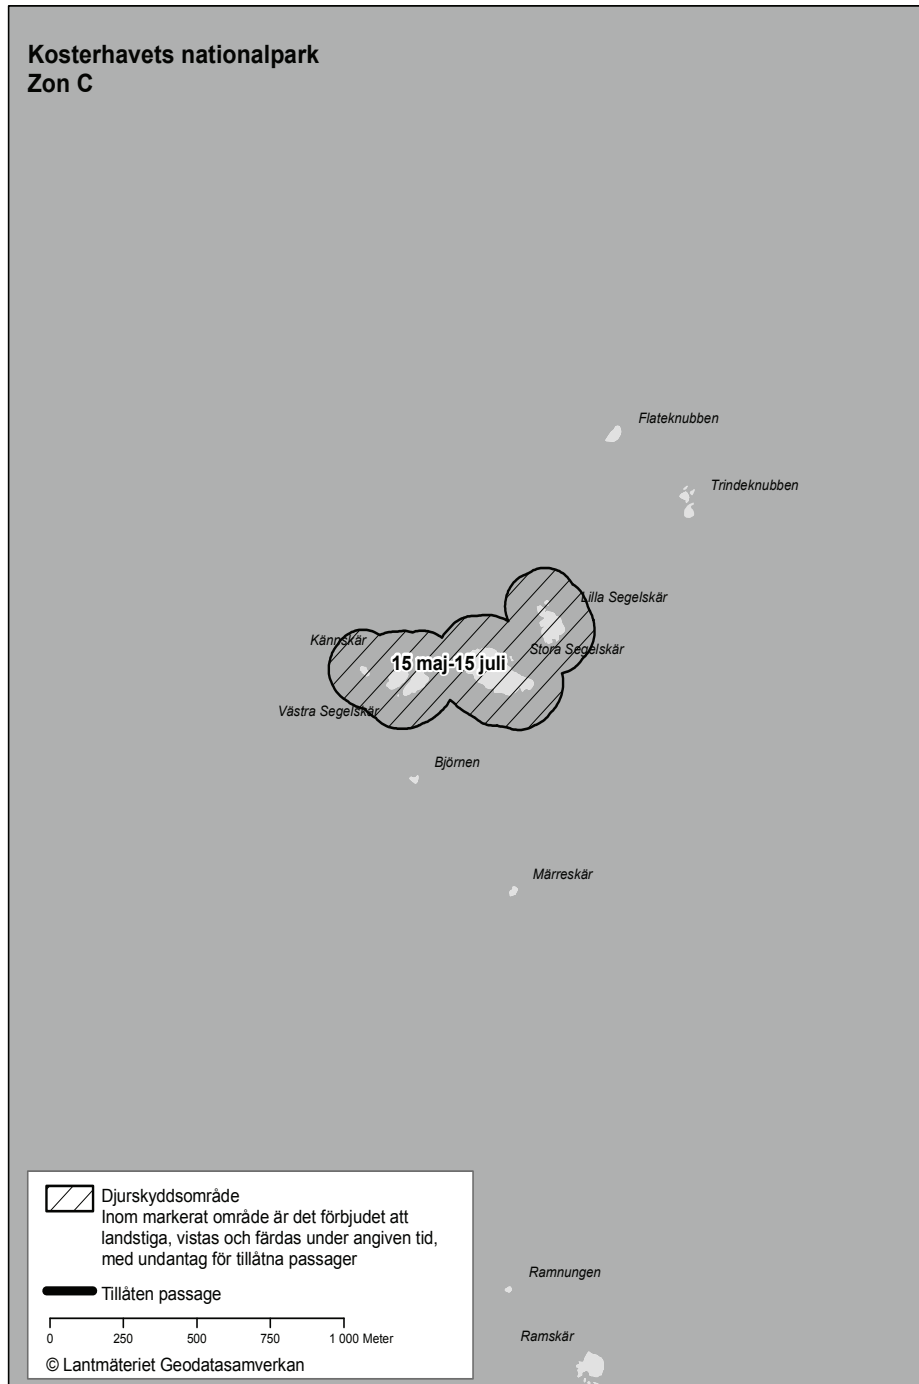 Kosterhavets nationalpark
Zon C
Flateknubben
Trindeknubben
Lilla Segelskär
Kännskär
Stora Segelskär
15 maj-15 juli
Västra Segelskär
Björnen
Märreskär
Djurskyddsområde
Inom markerat område är det förbjudet att
landstiga, vistas och färdas under angiven tid,
med undantag för tillåtna passager
Tillåten passage
0 250 500 750 1 000 Meter
© Lantmäteriet Geodatasamverkan
Ramnungen
Ramskär